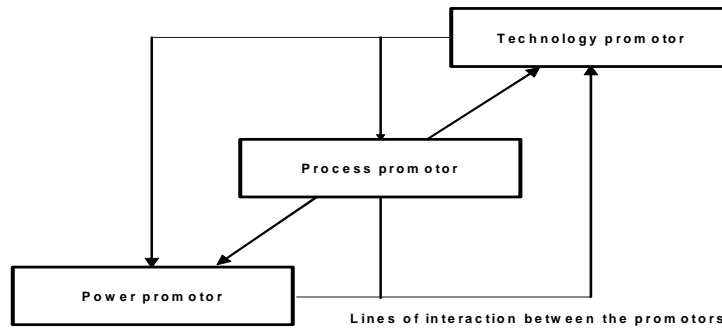 Technology promotor
Process promotor
Power promotor
Lines of interaction between the promotors